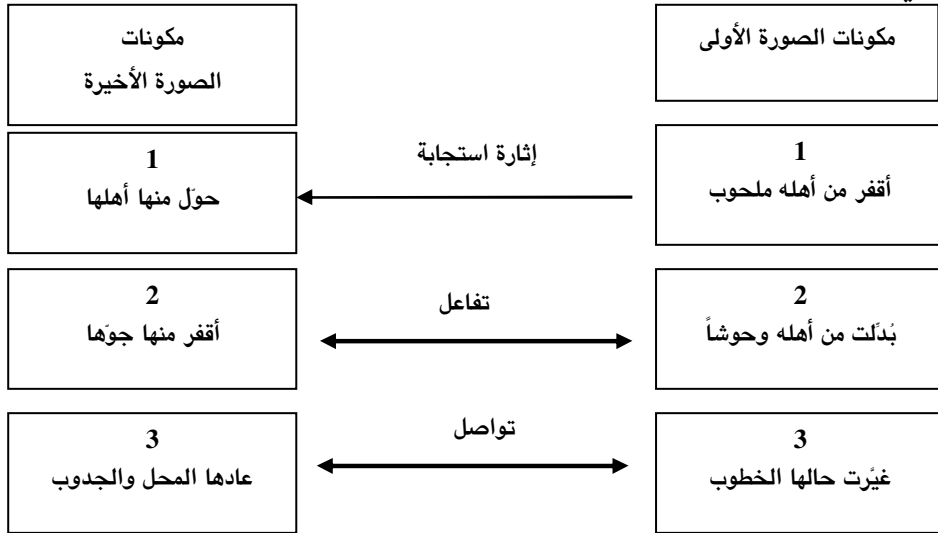 مكونات الصورة الأولى
مكونات
الصورة الأخيرة
1
أقفر من أهله ملحوب
إثارة استجابة
1
حوّل منها أهلها
2
بُدِّلت من أهله وحوشاً
تفاعل
2
أقفر منها جوّها
3
غيَّرت حالها الخطوب
تواصل
3
عادها المحل والجدوب